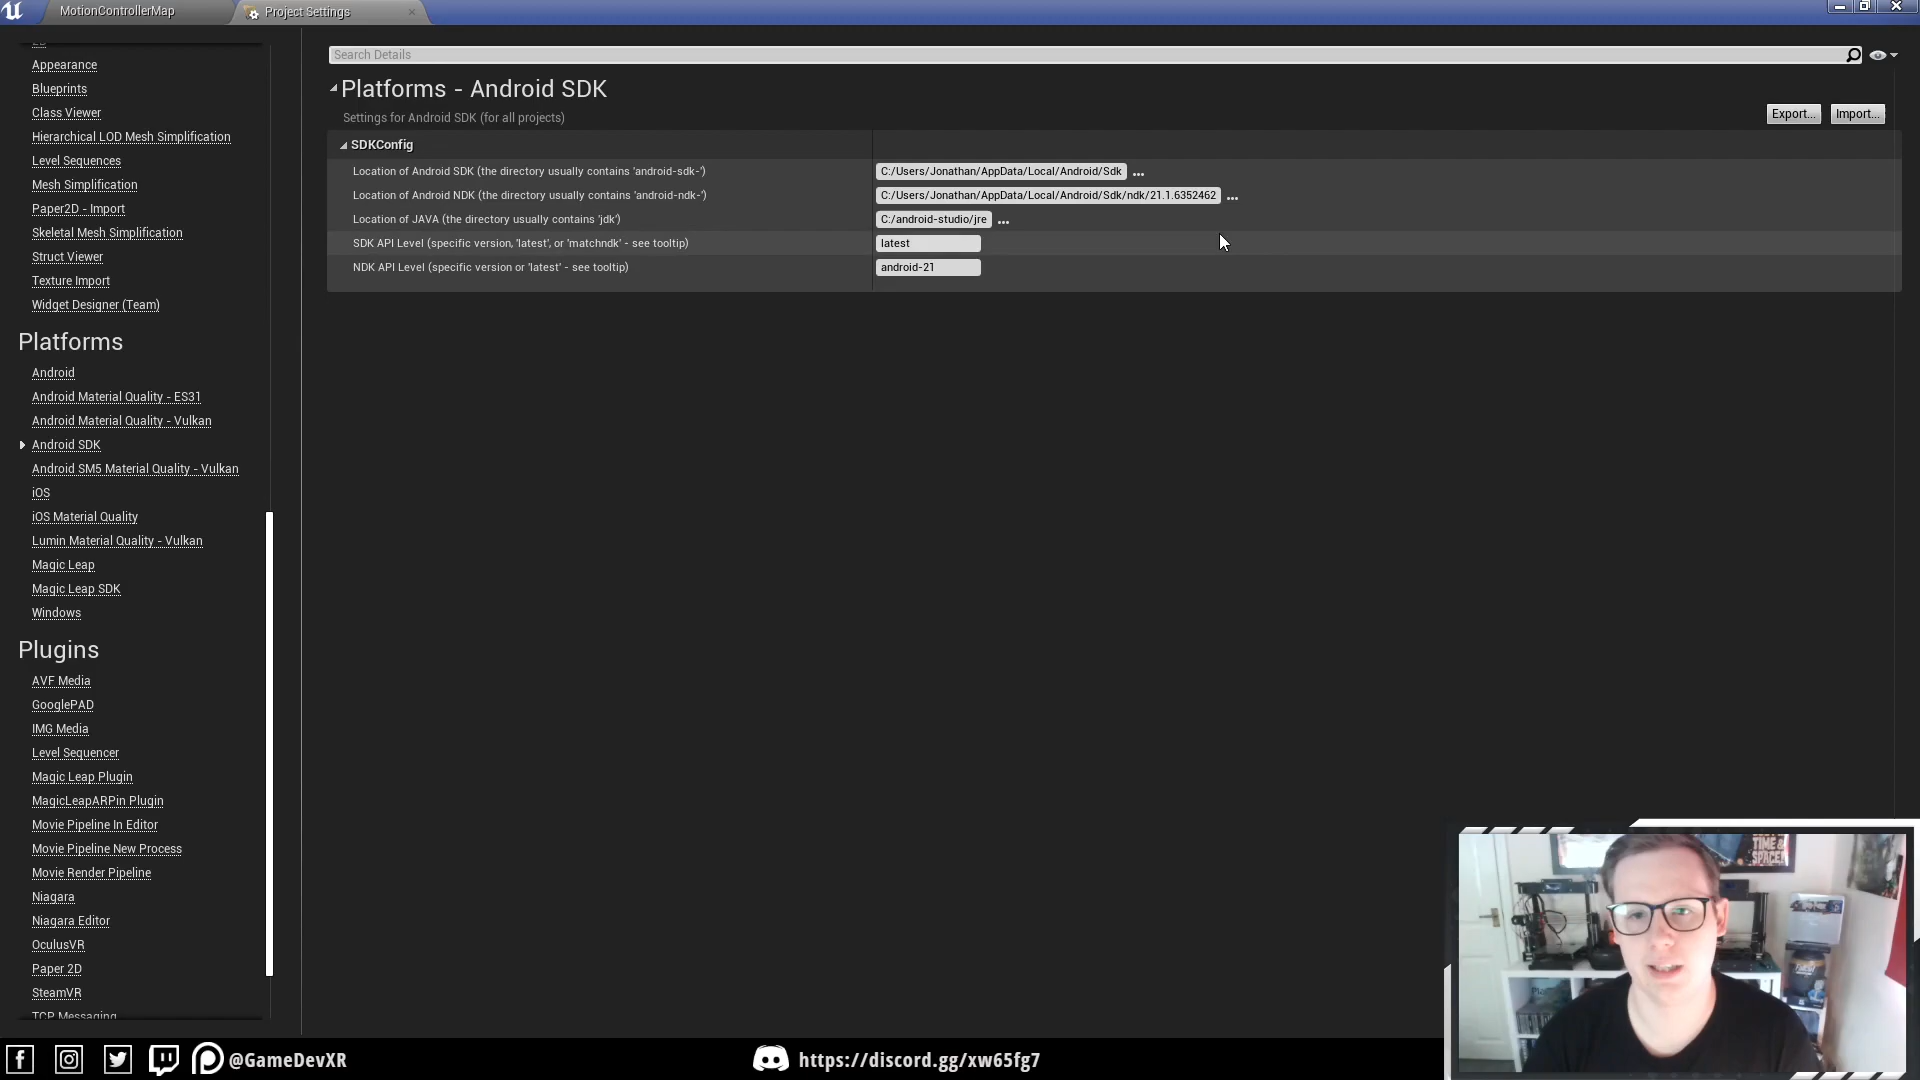 MotionControllerMap
Project Settings
Appearance
Blueprints
Class Viewer
Hierarchical LOD Mesh Simplification
Level Sequences
Mesh Simplification
Paper2D - Import
Skeletal Mesh Simplification
Struct Viewer
Texture Import
Widget Designer (Team)
Platforms
Android
Android Material Quality - ES31
Android Material Quality - Vulkan
Android SDK
Android SM5 Material Quality - Vulkan
iOS
iOS Material Quality
Lumin Material Quality - Vulkan
Magic Leap
Magic Leap SDK
Windows
Plugins
AVF Media
GooglePAD
IMG Media
Level Sequencer
Magic Leap Plugin
MagicLeapARPin Plugin
Movie Pipeline In Editor
Movie Pipeline New Process
Movie Render Pipeline
Niagara
Niagara Editor
OculusVR
Paper 2D
SteamVR
TCP Messaging
Search Details
Platforms - Android SDK
Settings for Android SDK (for all projects)
Export...
Import...
SDKConfig
Location of Android SDK (the directory usually contains 'android-sdk-')
C:/Users/Jonathan/AppData/Local/Android/Sdk ...
Location of Android NDK (the directory usually contains 'android-ndk-')
C:/Users/Jonathan/AppData/Local/Android/Sdk/ndk/21.1.6352462 ...
Location of JAVA (the directory usually contains 'jdk')
C:/android-studio/jre ...
SDK API Level (specific version, 'latest', or 'matchndk' - see tooltip)
latest
NDK API Level (specific version or 'latest' - see tooltip)
android-21
TIME &
SPACE!
@GameDevXR
https://discord.gg/xw65fg7